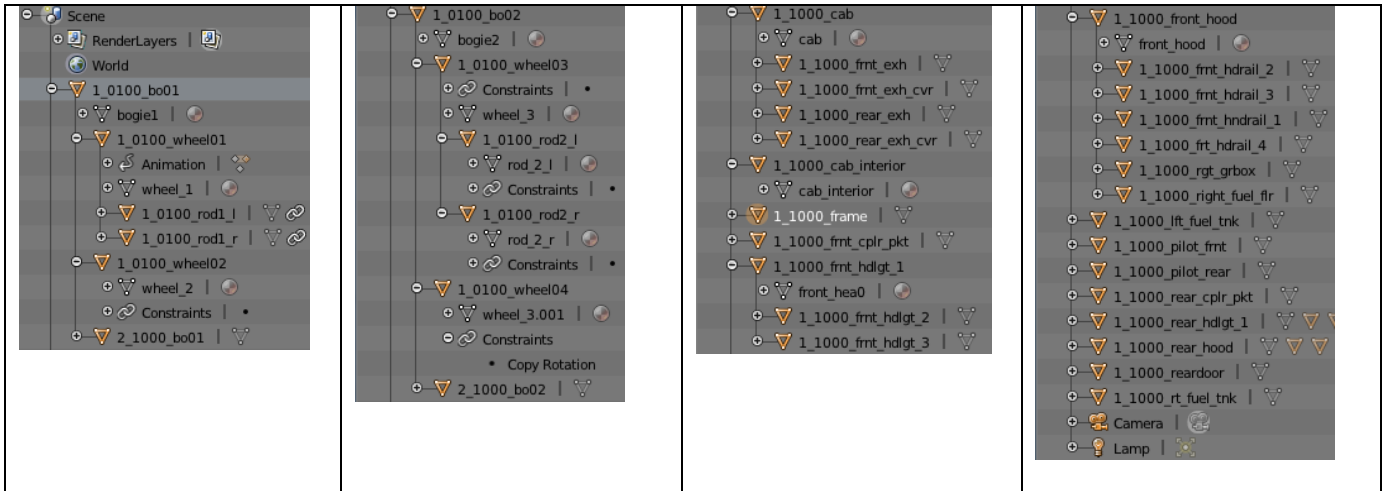 Scene
RenderLayers |
World
1_0100_bo01
bogie1 |
1_0100_wheel01
Animation |
wheel_1 |
1_0100_rod1_l |
1_0100_rod1_r |
1_0100_wheel02
wheel_2 |
Constraints | •
2_1000_bo01 |
1_0100_bo02
bogie2 |
1_0100_wheel03
Constraints | •
wheel_3 |
1_0100_rod2_l
rod_2_l |
Constraints | •
1_0100_rod2_r
rod_2_r |
Constraints | •
1_0100_wheel04
wheel_3.001 |
Constraints
• Copy Rotation
2_1000_bo02 |
1_1000_cab
cab |
1_1000_frnt_exh |
1_1000_frnt_exh_cvr |
1_1000_rear_exh |
1_1000_rear_exh_cvr |
1_1000_cab_interior
cab_interior |
1_1000_frame |
1_1000_frnt_cplr_pkt |
1_1000_frnt_hdlgt_1
front_hea0 |
1_1000_frnt_hdlgt_2 |
1_1000_frnt_hdlgt_3 |
1_1000_front_hood
front_hood |
1_1000_frnt_hdrail_2 |
1_1000_frnt_hdrail_3 |
1_1000_frnt_hndrail_1 |
1_1000_frt_hdrail_4 |
1_1000_rgt_grbox |
1_1000_right_fuel_flr |
1_1000_lft_fuel_tnk |
1_1000_pilot_frnt |
1_1000_pilot_rear |
1_1000_rear_cplr_pkt |
1_1000_rear_hdlgt_1 |
1_1000_rear_hood |
1_1000_reardoor |
1_1000_rt_fuel_tnk |
Camera |
Lamp |